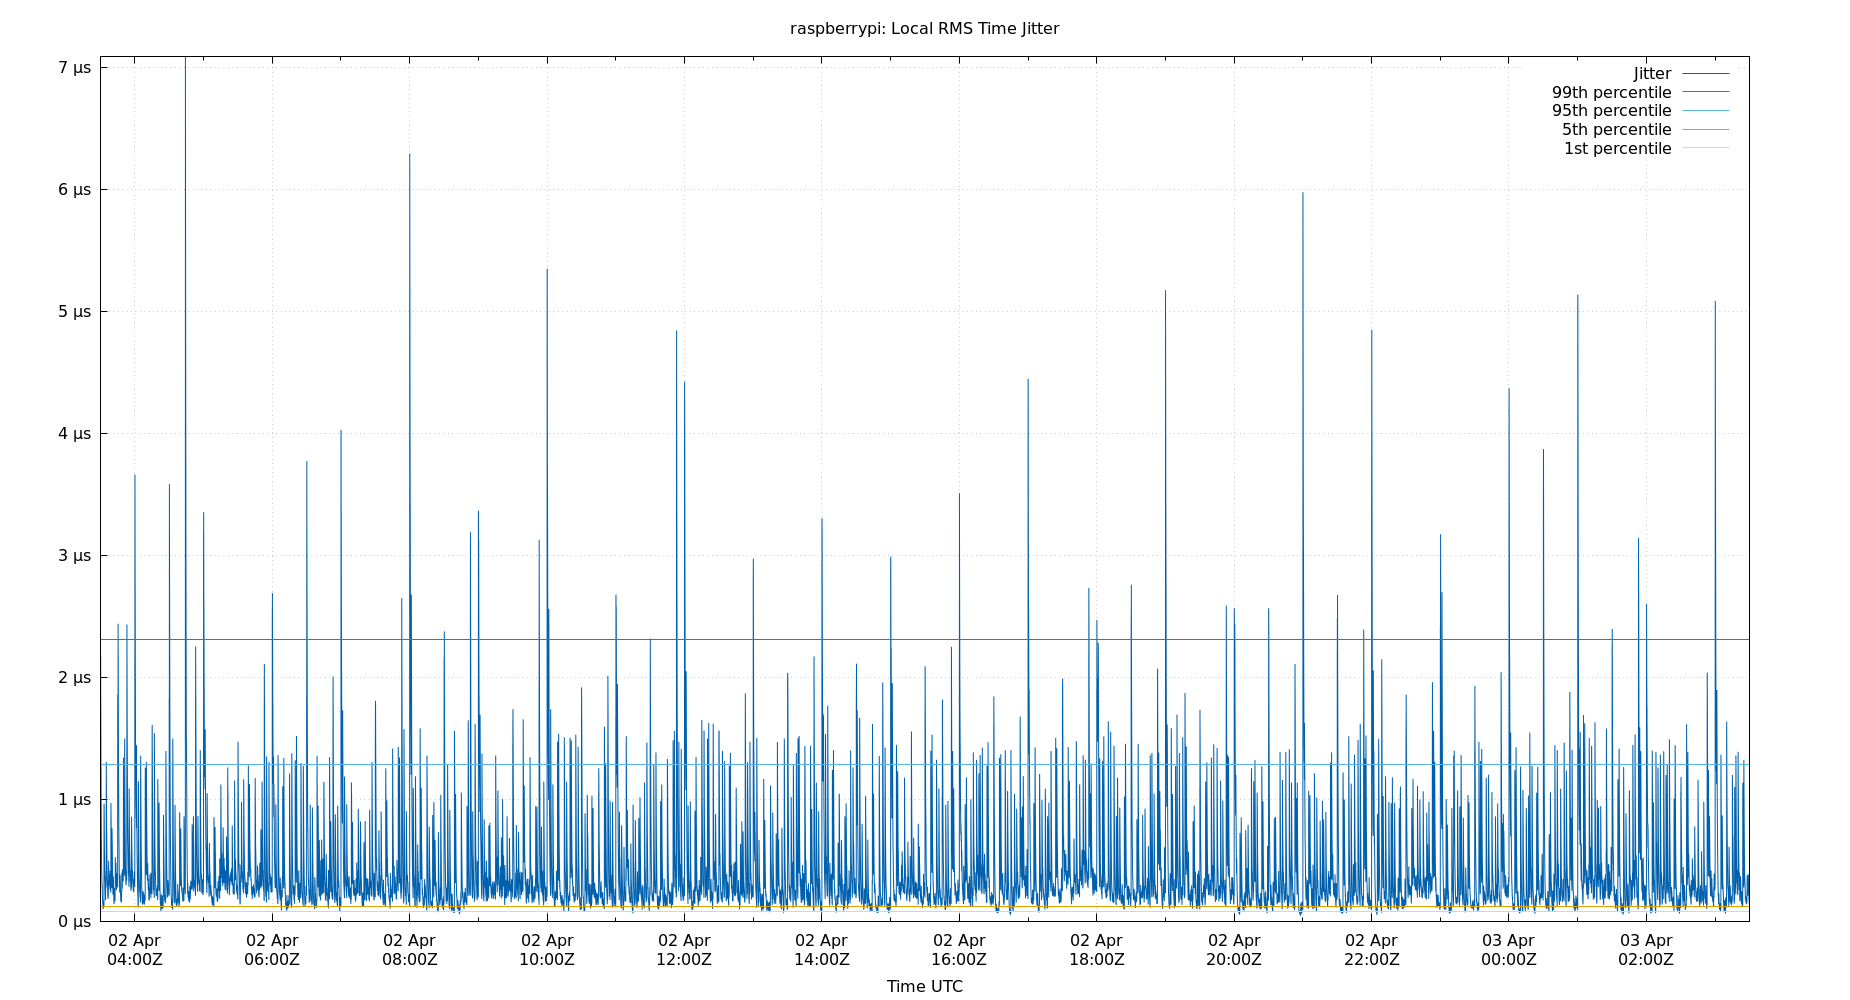 raspberrypi: Local RMS Time Jitter
7 µs
6 µs
5 µs
4 µs
3 µs
2 µs
1 µs
0 µs
Jitter
99th percentile
95th percentile
5th percentile
1st percentile
02 Apr 02 Apr 02 Apr 02 Apr 02 Apr 02 Apr 02 Apr 02 Apr 02 Apr 02 Apr 03 Apr 03 Apr
04:00Z 06:00Z 08:00Z 10:00Z 12:00Z 14:00Z 16:00Z 18:00Z 20:00Z 22:00Z 00:00Z 02:00Z
Time UTC